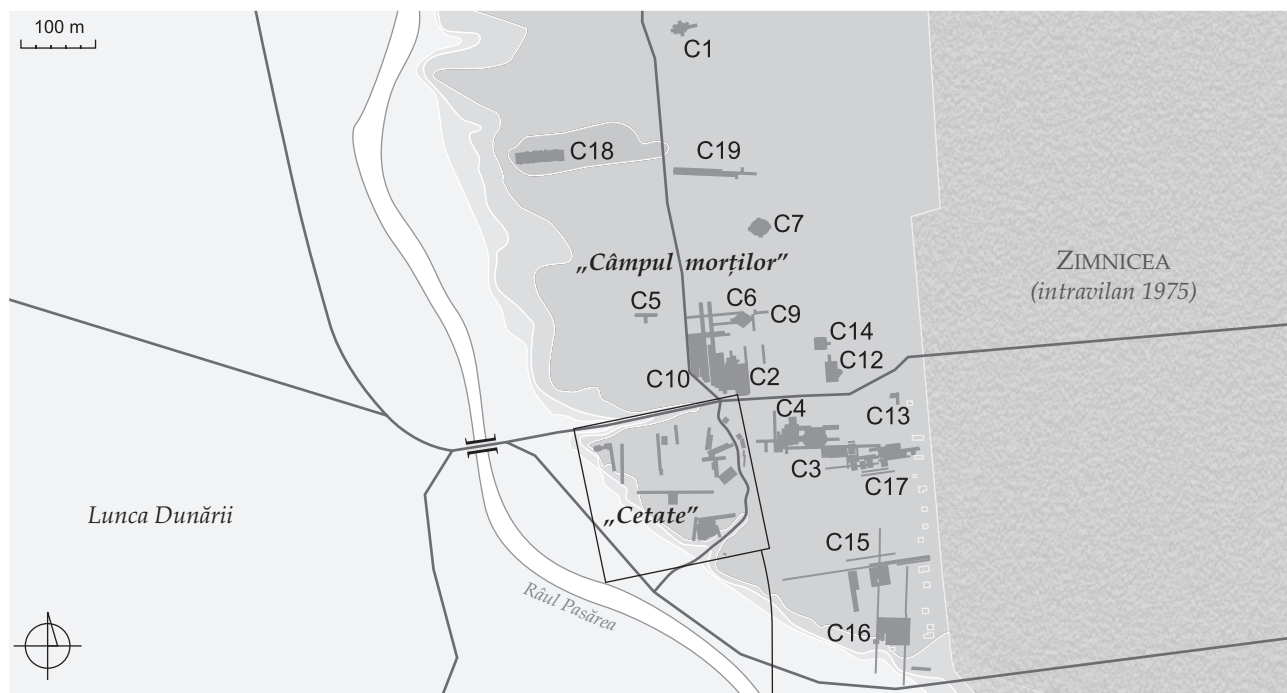 100 m
C1
C18
C19
C7
„Câmpul morților”
ZIMNICEA
(intravilan 1975)
C5
C6
C9
C14
C12
C10
C2
C13
C4
C3
C17
Lunca Dunării
„Cetate”
C15
Râul Pasărea
C16